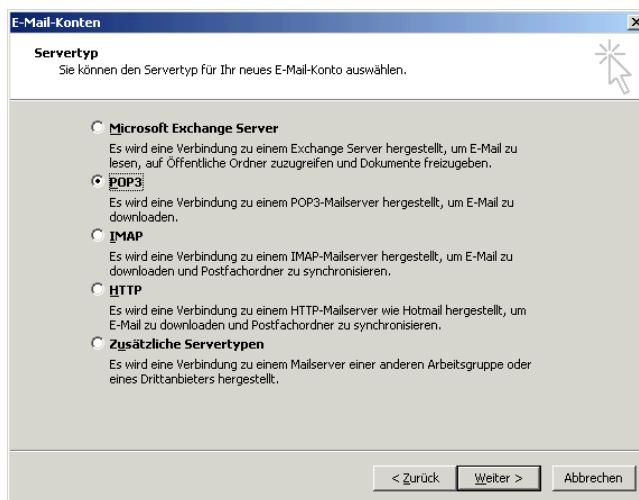 E-Mail-Konten
Servertyp
Sie können den Servertyp für Ihr neues E-Mail-Konto auswählen.
Microsoft Exchange Server
Es wird eine Verbindung zu einem Exchange Server hergestellt, um E-Mail zu
lesen, auf Öffentliche Ordner zuzugreifen und Dokumente freizugeben.
POP3
Es wird eine Verbindung zu einem POP3-Mailserver hergestellt, um E-Mail zu
downloaden.
IMAP
Es wird eine Verbindung zu einem IMAP-Mailserver hergestellt, um E-Mail zu
downloaden und Postfachordner zu synchronisieren.
HTTP
Es wird eine Verbindung zu einem HTTP-Mailserver wie Hotmail hergestellt, um
E-Mail zu downloaden und Postfachordner zu synchronisieren.
Zusätzliche Servertypen
Es wird eine Verbindung zu einem Mailserver einer anderen Arbeitsgruppe oder
eines Drittanbieters hergestellt.
< Zurück Weiter > Abbrechen